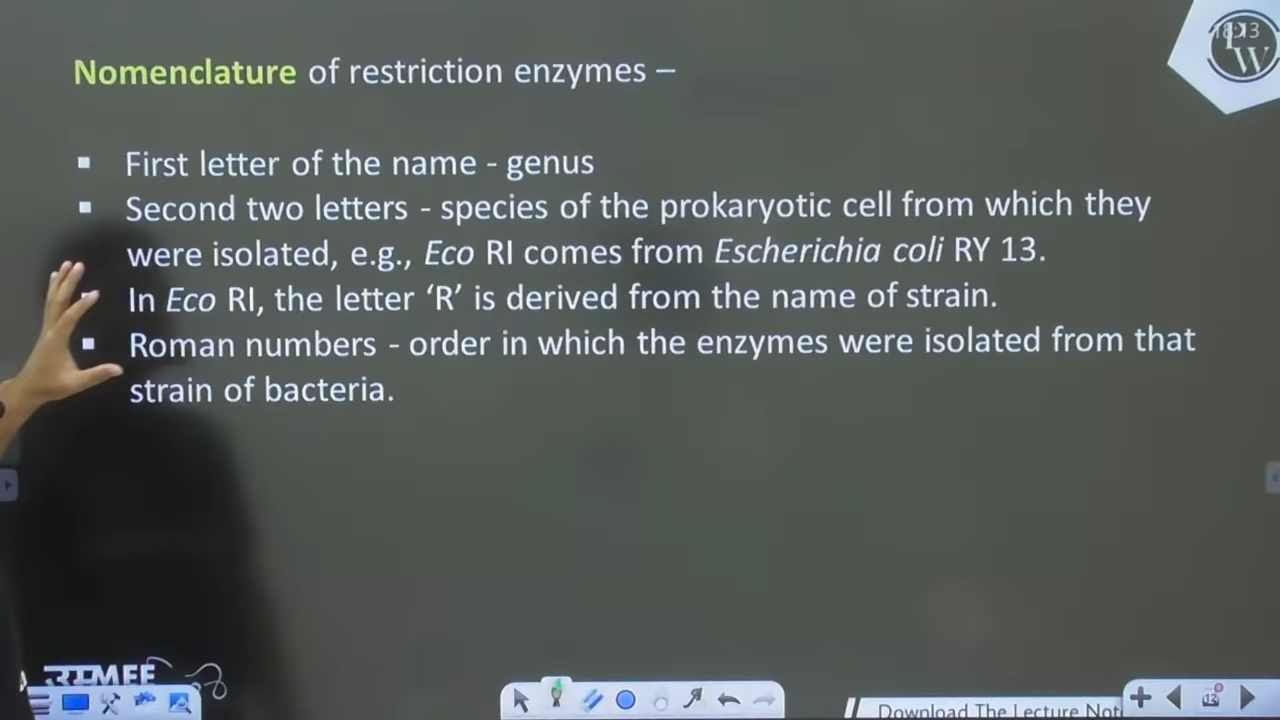 18:13
PW
Nomenclature of restriction enzymes –
▪ First letter of the name - genus
▪ Second two letters - species of the prokaryotic cell from which they
were isolated, e.g., Eco RI comes from Escherichia coli RY 13.
▪ In Eco RI, the letter ‘R’ is derived from the name of strain.
▪ Roman numbers - order in which the enzymes were isolated from that
strain of bacteria.
Download The Lecture